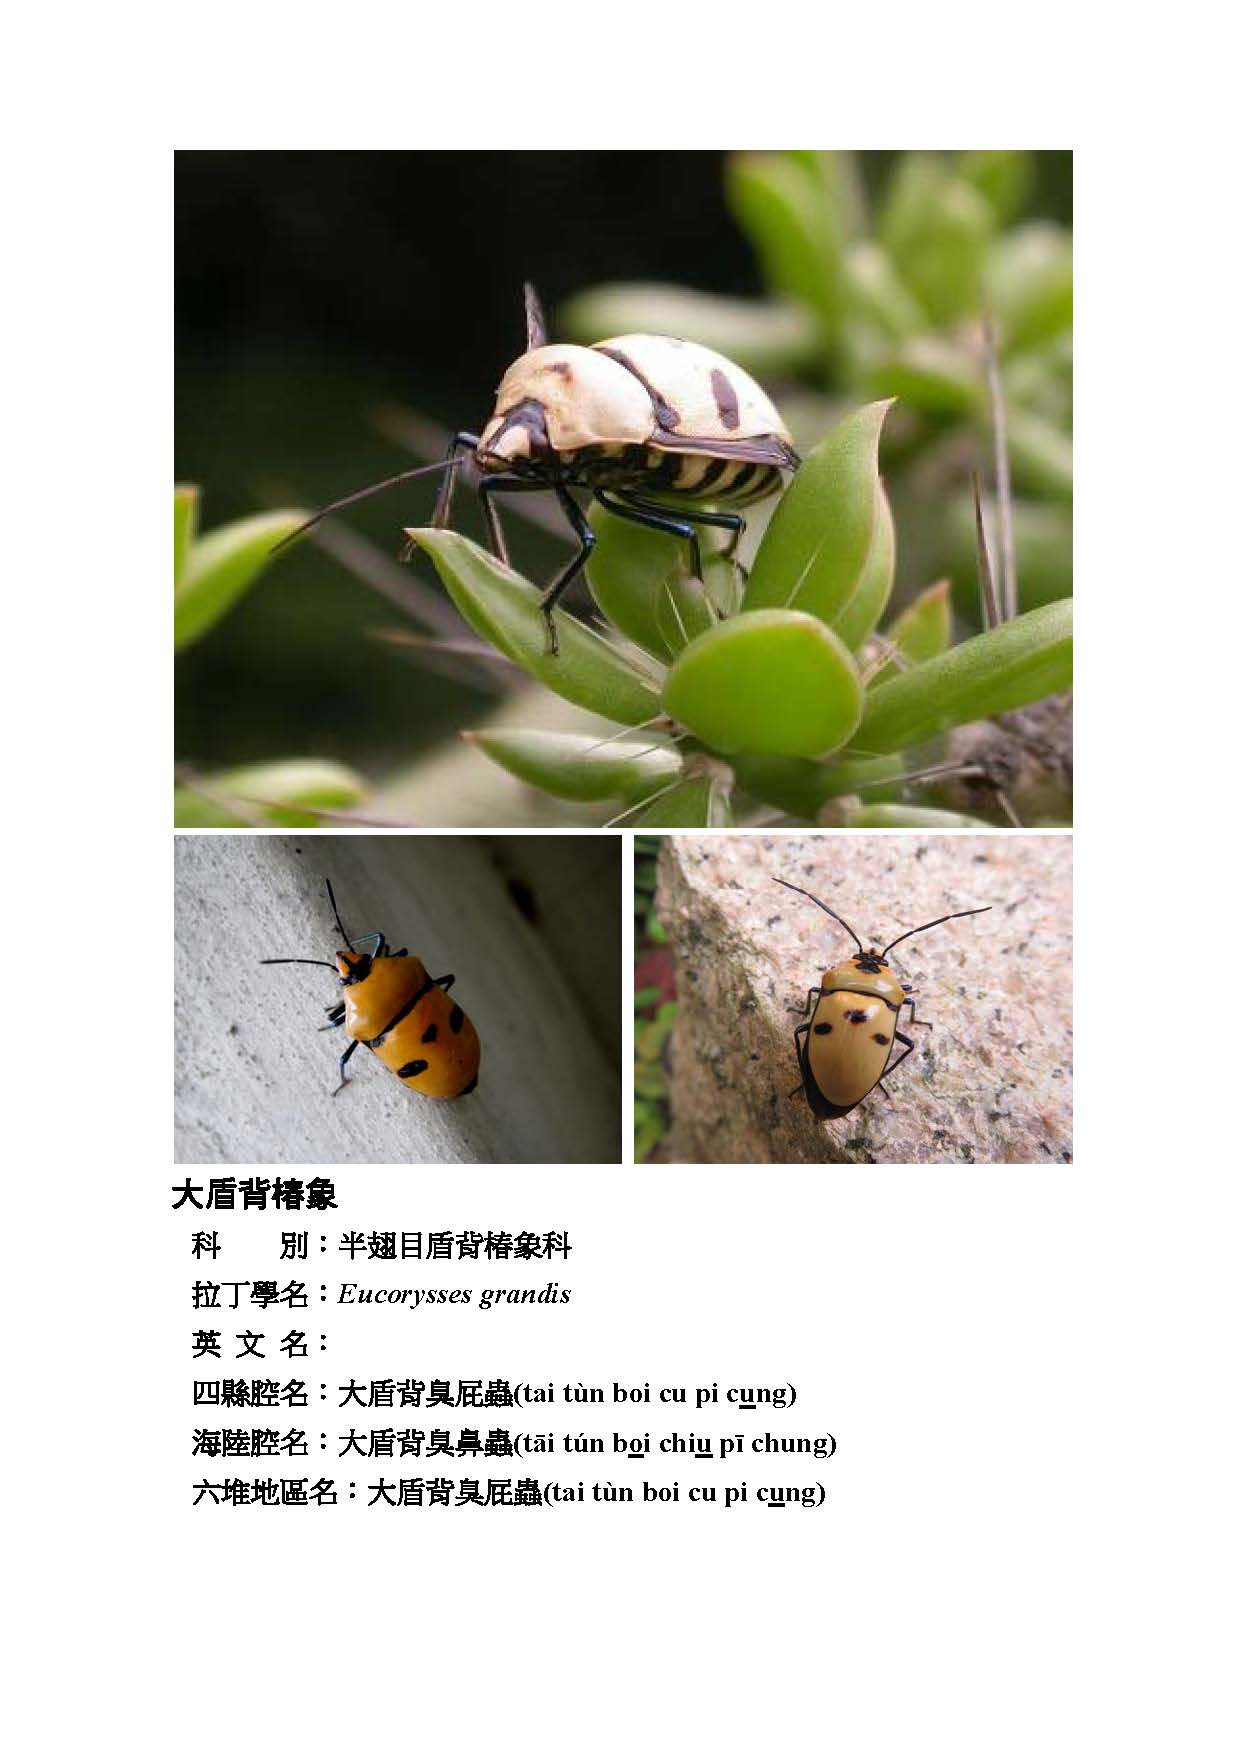 大盾背椿象
科　　別：半翅目盾背椿象科
拉丁學名：Eucorysses grandis
英 文 名：
四縣腔名：大盾背臭屁蟲(tai tùn boi cu pi cung)
海陸腔名：大盾背臭鼻蟲(tāi tún boi chiu pī chung)
六堆地區名：大盾背臭屁蟲(tai tùn boi cu pi cung)